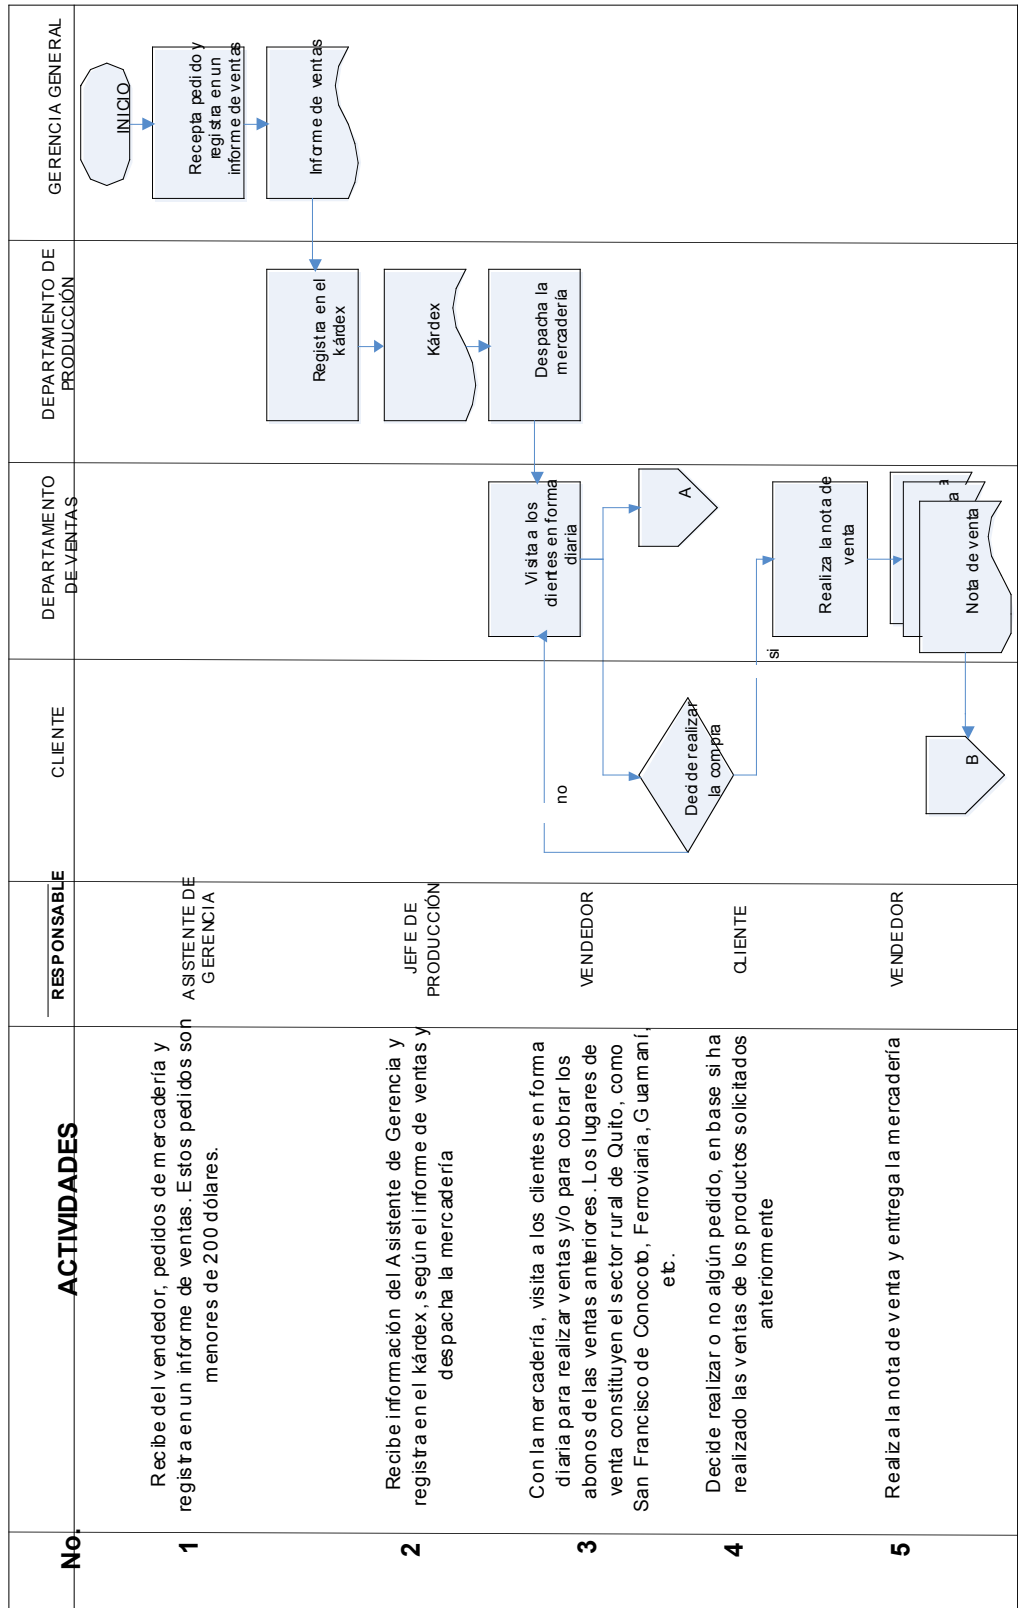 No.
ACTIVIDADES
RESPONSABLE
CLIENTE
DEPARTAMENTO
DE VENTAS
DEPARTAMENTO DE
PRODUCCIÓN
GERENCIA GENERAL
1
Recibe del vendedor, pedidos de mercadería y
registra en un informe de ventas. Estos pedidos son
menores de 200 dólares.
ASISTENTE DE
GERENCIA
INICIO
Recepta pedido y
registra en un
informe de ventas
Informe de ventas
2
Recibe información del Asistente de Gerencia y
registra en el kárdex, según el informe de ventas y
despacha la mercadería
JEFE DE
PRODUCCIÓN
Registra en el
kárdex
Kárdex
Despacha la
mercadería
3
Con la mercadería, visita a los clientes en forma
diaria para realizar ventas y/o para cobrar los
abonos de las ventas anteriores. Los lugares de
venta constituyen el sector rural de Quito, como
San Francisco de Conocoto, Ferroviaria, Guamaní,
etc.
VENDEDOR
no
Visita a los
clientes en forma
diaria
A
4
Decide realizar o no algún pedido, en base si ha
realizado las ventas de los productos solicitados
anteriormente
CLIENTE
Decide realizar
la compra
si
Realiza la nota de
venta
5
Realiza la nota de venta y entrega la mercadería
VENDEDOR
B
a
a
Nota de venta